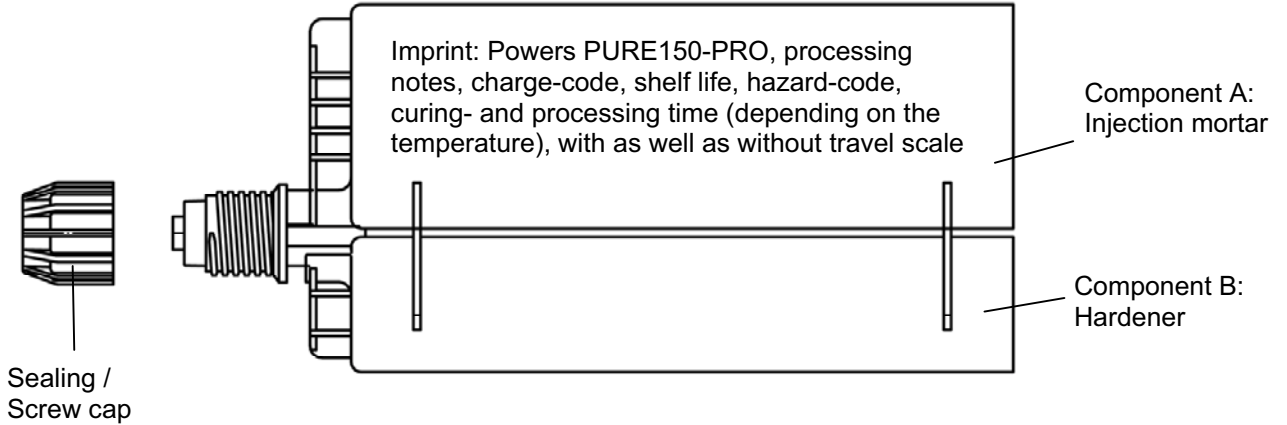 Imprint: Powers PURE150-PRO, processing
notes, charge-code, shelf life, hazard-code,
curing- and processing time (depending on the
temperature), with as well as without travel scale
Component A:
Injection mortar
Component B:
Hardener
Sealing /
Screw cap